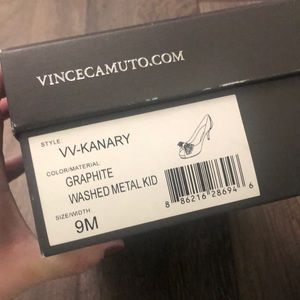 VINCECAMUTO.COM
STYLE:
VV-KANARY
COLOR/MATERIAL
GRAPHITE
WASHED METAL KID
SIZE/WIDTH
9M
8 86216 28694 6